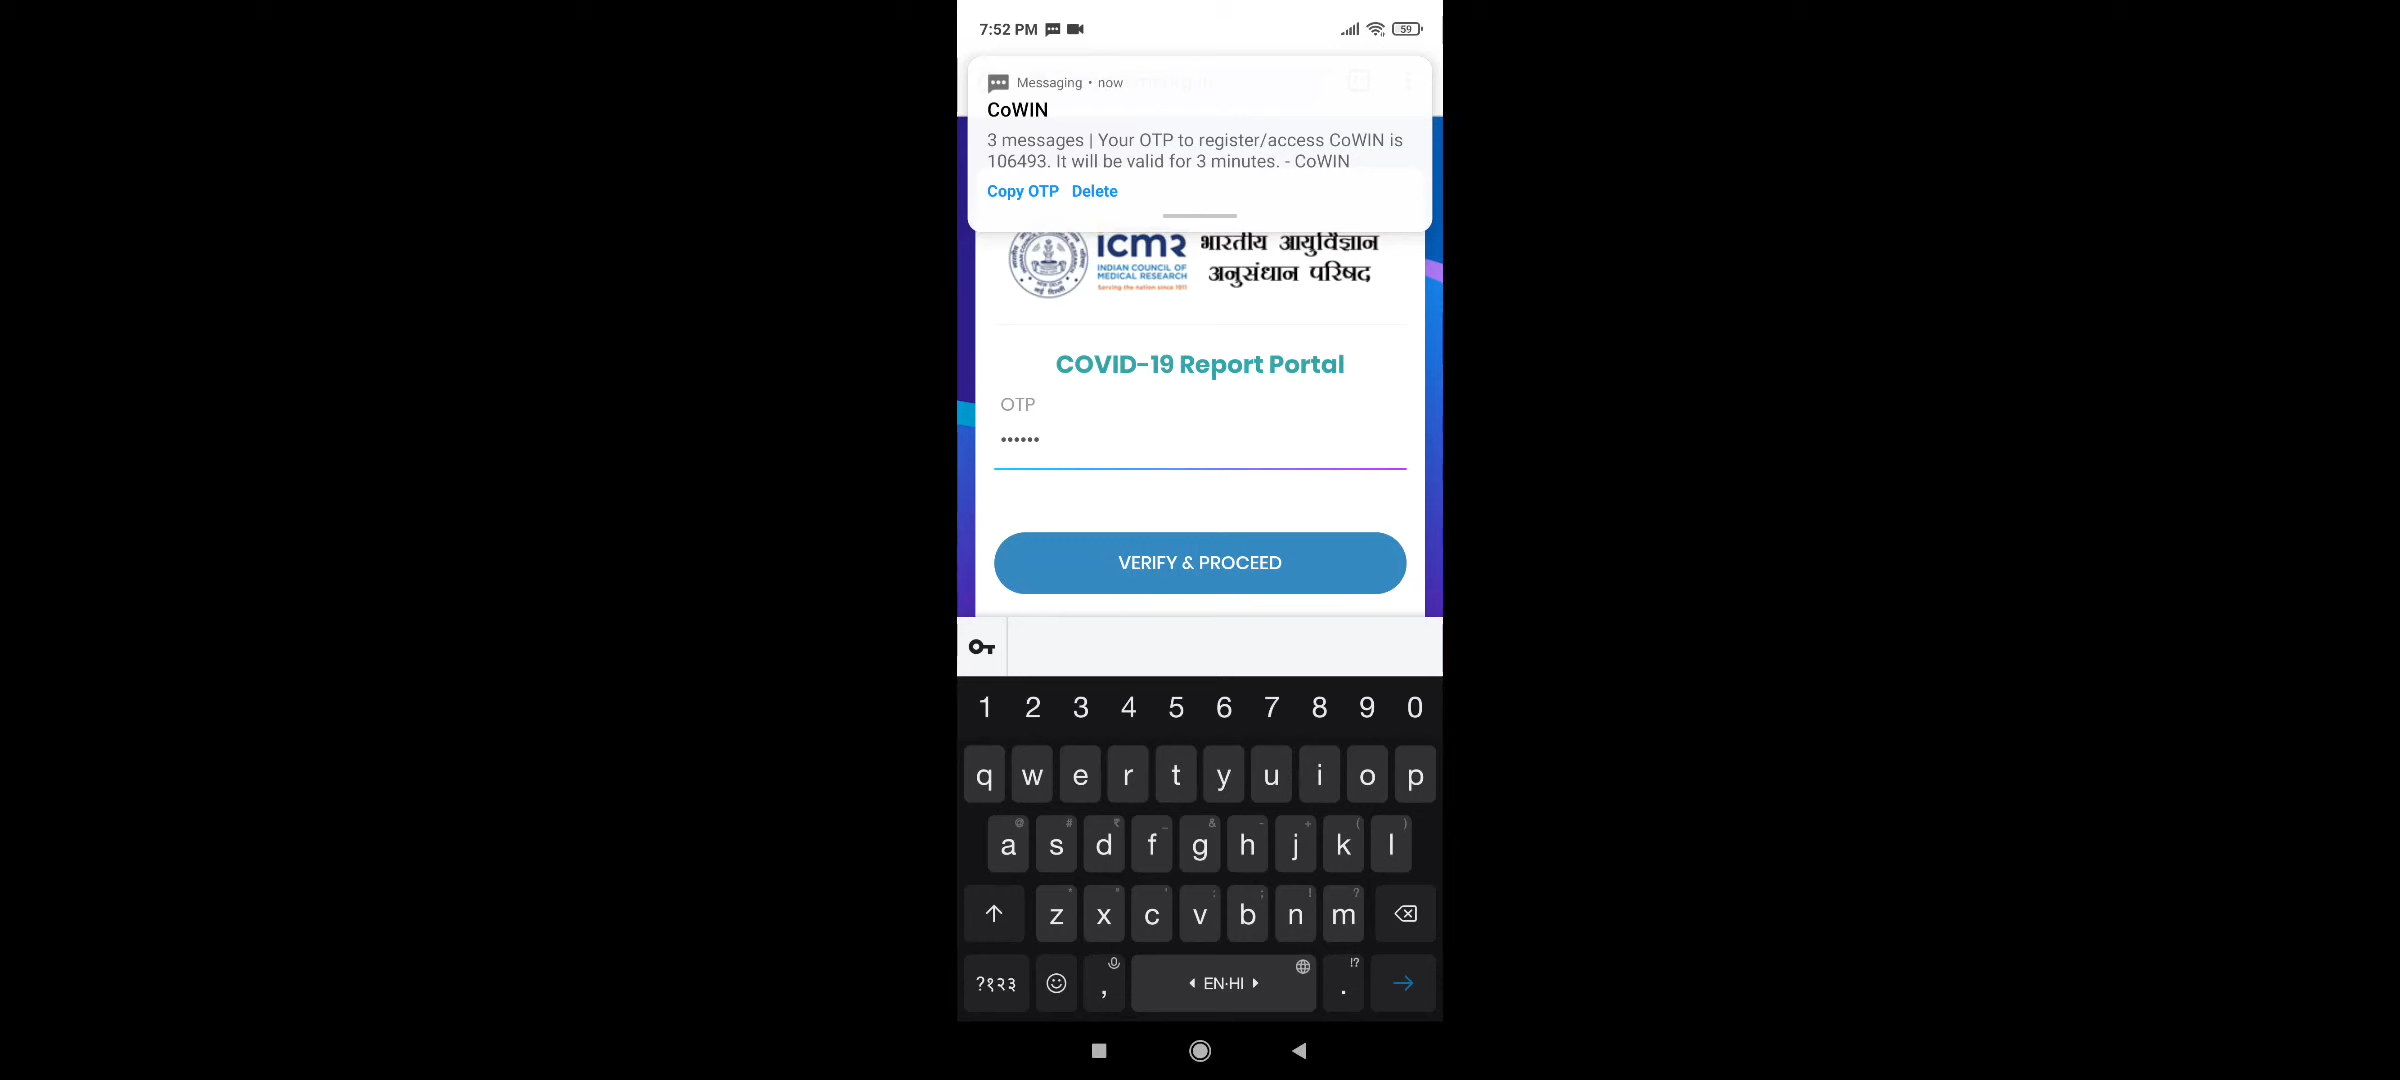 7:52 PM
59
Messaging • now
CoWIN
3 messages | Your OTP to register/access CoWIN is
106493. It will be valid for 3 minutes. - CoWIN
Copy OTP Delete
icmr
INDIAN COUNCIL OF
MEDICAL RESEARCH
Serving the nation since 1911
भारतीय आयुर्विज्ञान
अनुसंधान परिषद
COVID-19 Report Portal
OTP
••••••
VERIFY & PROCEED
1 2 3 4 5 6 7 8 9 0
q w e r t y u i o p
@ # ₹ _ & - + ( )
a s d f g h j k l
* " ' : ; ! ?
z x c v b n m
!?
?१२३ , EN·HI .